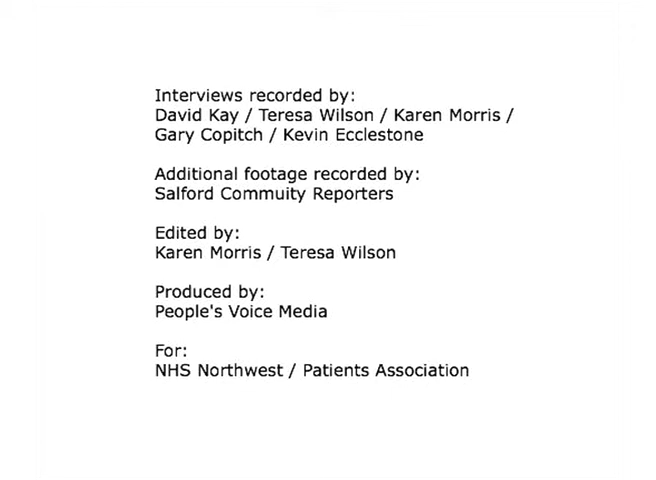 Interviews recorded by:
David Kay / Teresa Wilson / Karen Morris /
Gary Copitch / Kevin Ecclestone
Additional footage recorded by:
Salford Commuity Reporters
Edited by:
Karen Morris / Teresa Wilson
Produced by:
People's Voice Media
For:
NHS Northwest / Patients Association